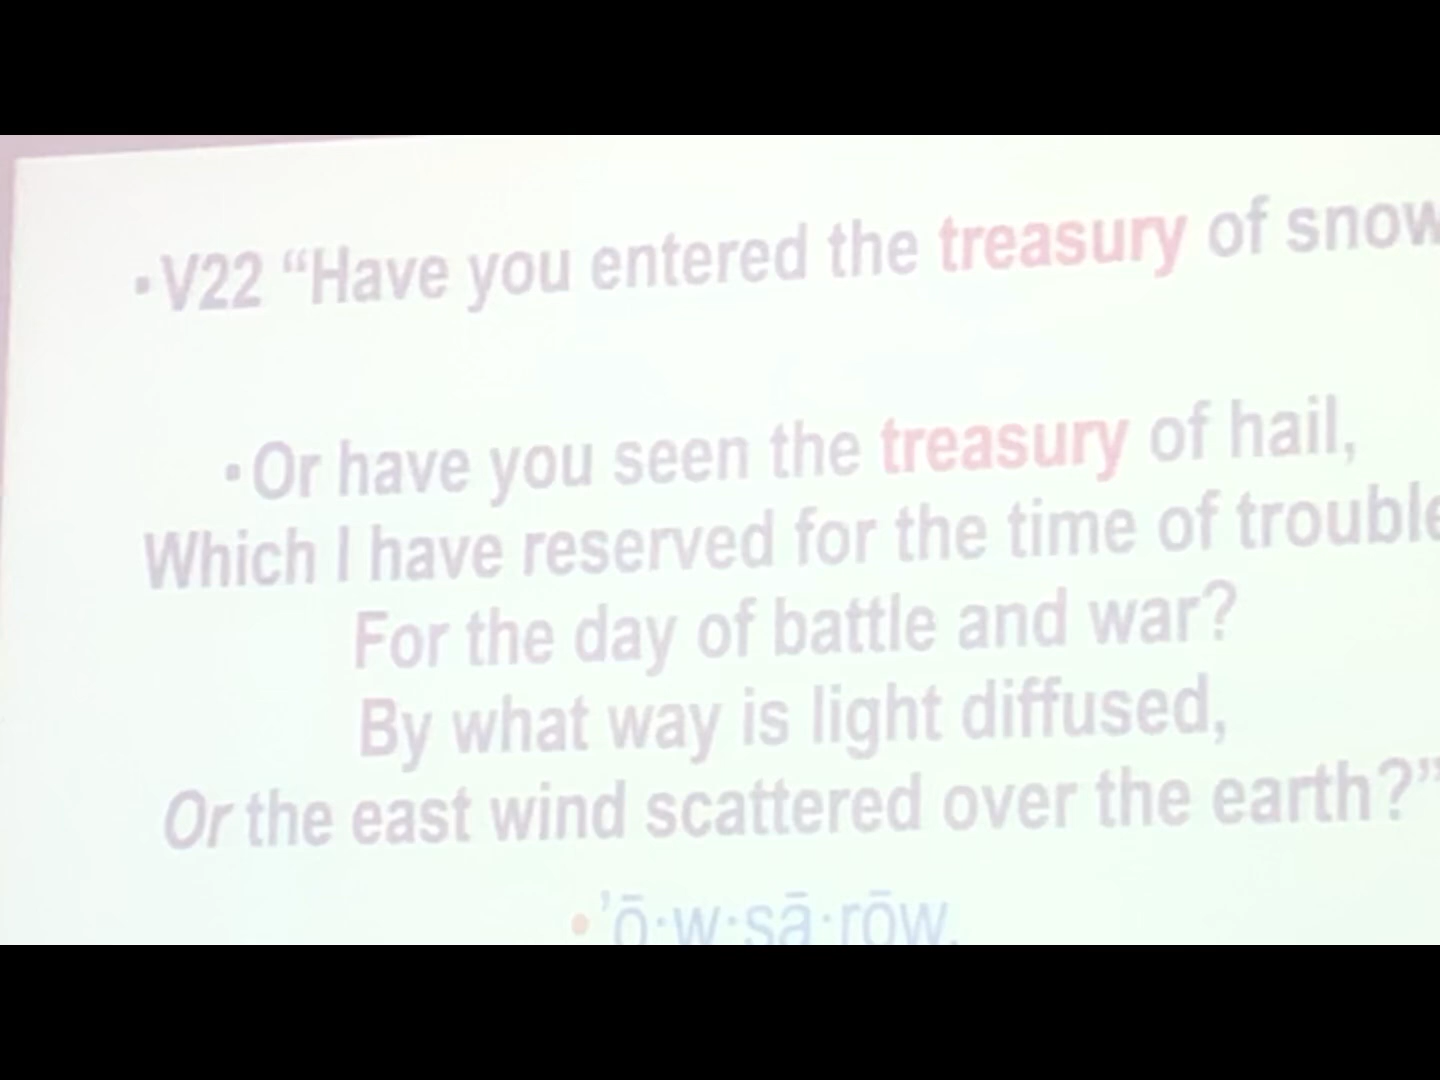 • V22 “Have you entered the treasury of snow
• Or have you seen the treasury of hail,
Which I have reserved for the time of trouble
For the day of battle and war?
By what way is light diffused,
Or the east wind scattered over the earth?”
• ’ō·w·sā·rōw.